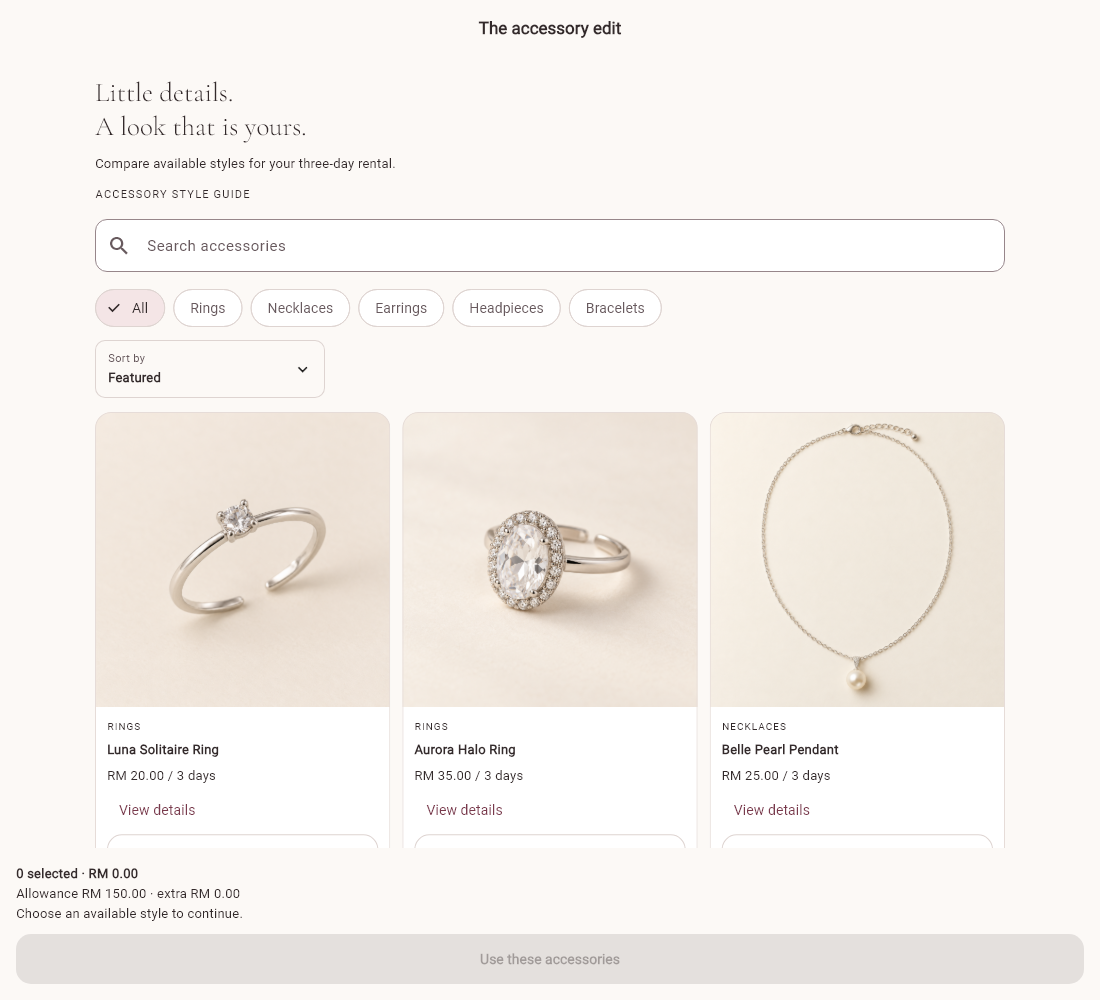 The accessory edit
Little details.
A look that is yours.
Compare available styles for your three-day rental.
ACCESSORY STYLE GUIDE
Search accessories
All
Rings
Necklaces
Earrings
Headpieces
Bracelets
Sort by
Featured
RINGS
Luna Solitaire Ring
RM 20.00 / 3 days
View details
RINGS
Aurora Halo Ring
RM 35.00 / 3 days
View details
NECKLACES
Belle Pearl Pendant
RM 25.00 / 3 days
View details
0 selected · RM 0.00
Allowance RM 150.00 · extra RM 0.00
Choose an available style to continue.
Use these accessories